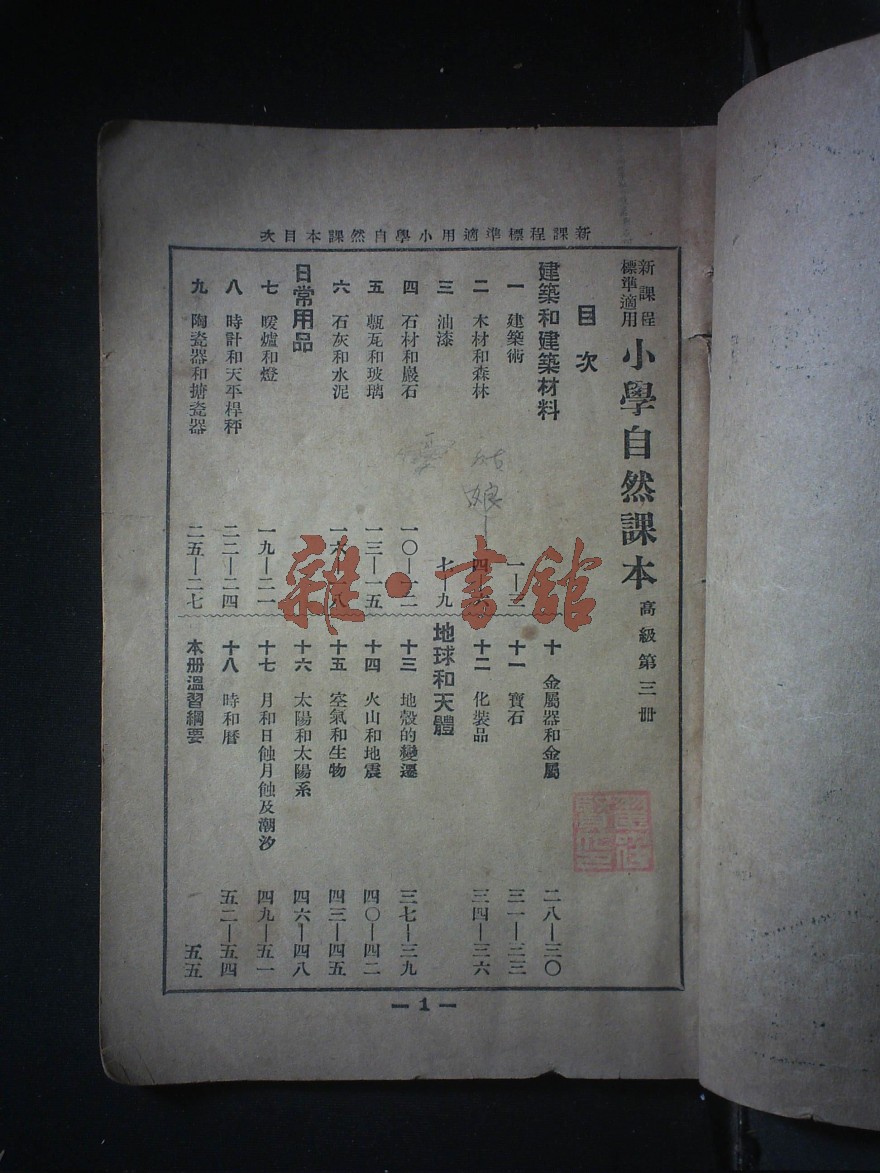 新課程標準適用小學自然課本目次
新課程標準適用 小學自然課本 高級第三冊
目次
建築和建築材料
一 建築術 一—三
二 木材和森林 四—六
三 油漆 七—九
四 石材和巖石 一〇—一二
五 甎瓦和玻璃 一三—一五
六 石灰和水泥 一六—一八
日常用品
七 暖爐和燈 一九—二一
八 時計和天平桿秤 二二—二四
九 陶瓷器和搪瓷器 二五—二七
十 金屬器和金屬 二八—三〇
十一 寶石 三一—三三
十二 化裝品 三四—三六
地球和天體
十三 地殼的變遷 三七—三九
十四 火山和地震 四〇—四二
十五 空氣和生物 四三—四五
十六 太陽和太陽系 四六—四八
十七 月和日蝕月蝕及潮汐 四九—五一
十八 時和曆 五二—五四
本册溫習綱要 五五
姑娘
雜·書館
— 1 —